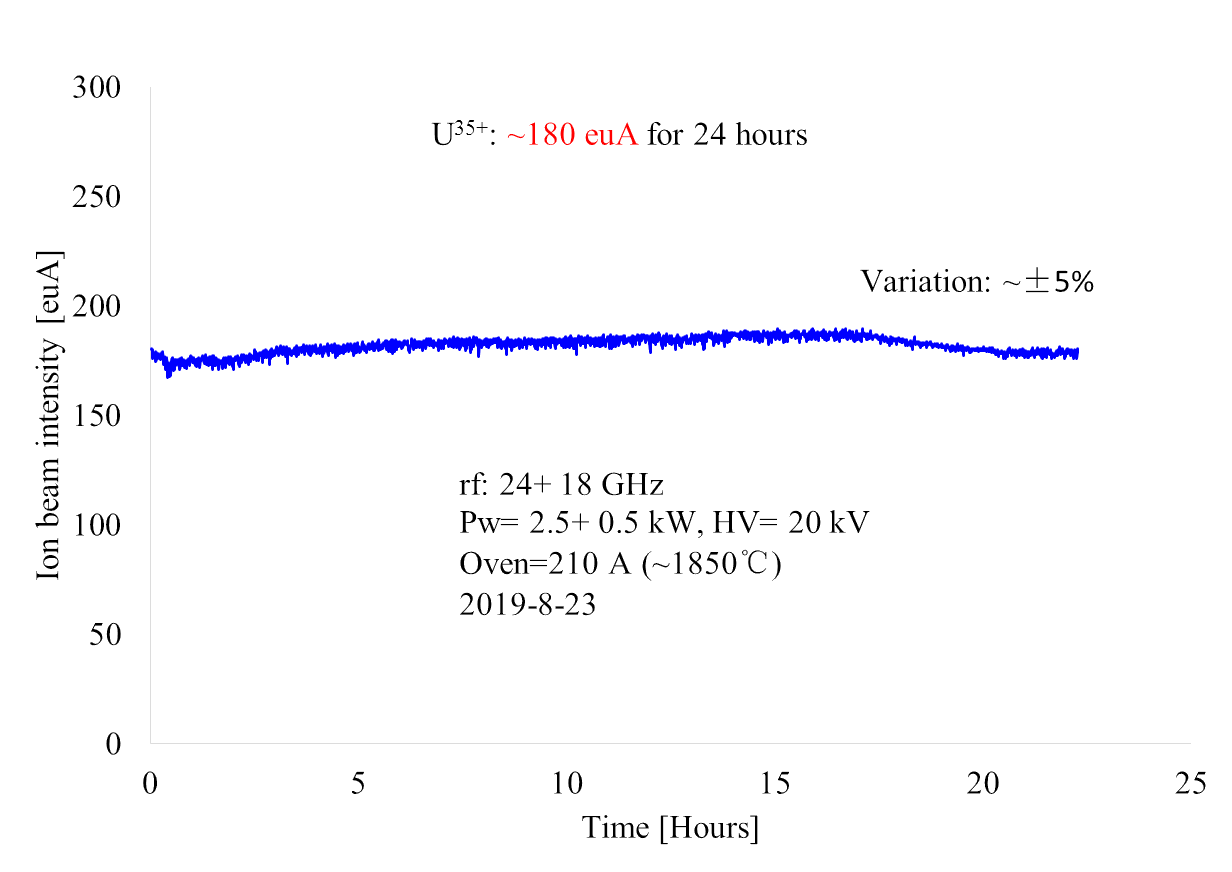 300
U³⁵⁺: ~180 euA for 24 hours
250
Variation: ~±5%
200
150
100
50
0
Ion beam intensity [euA]
rf: 24+ 18 GHz
Pw= 2.5+ 0.5 kW, HV= 20 kV
Oven=210 A (~1850℃)
2019-8-23
0 5 10 15 20 25
Time [Hours]